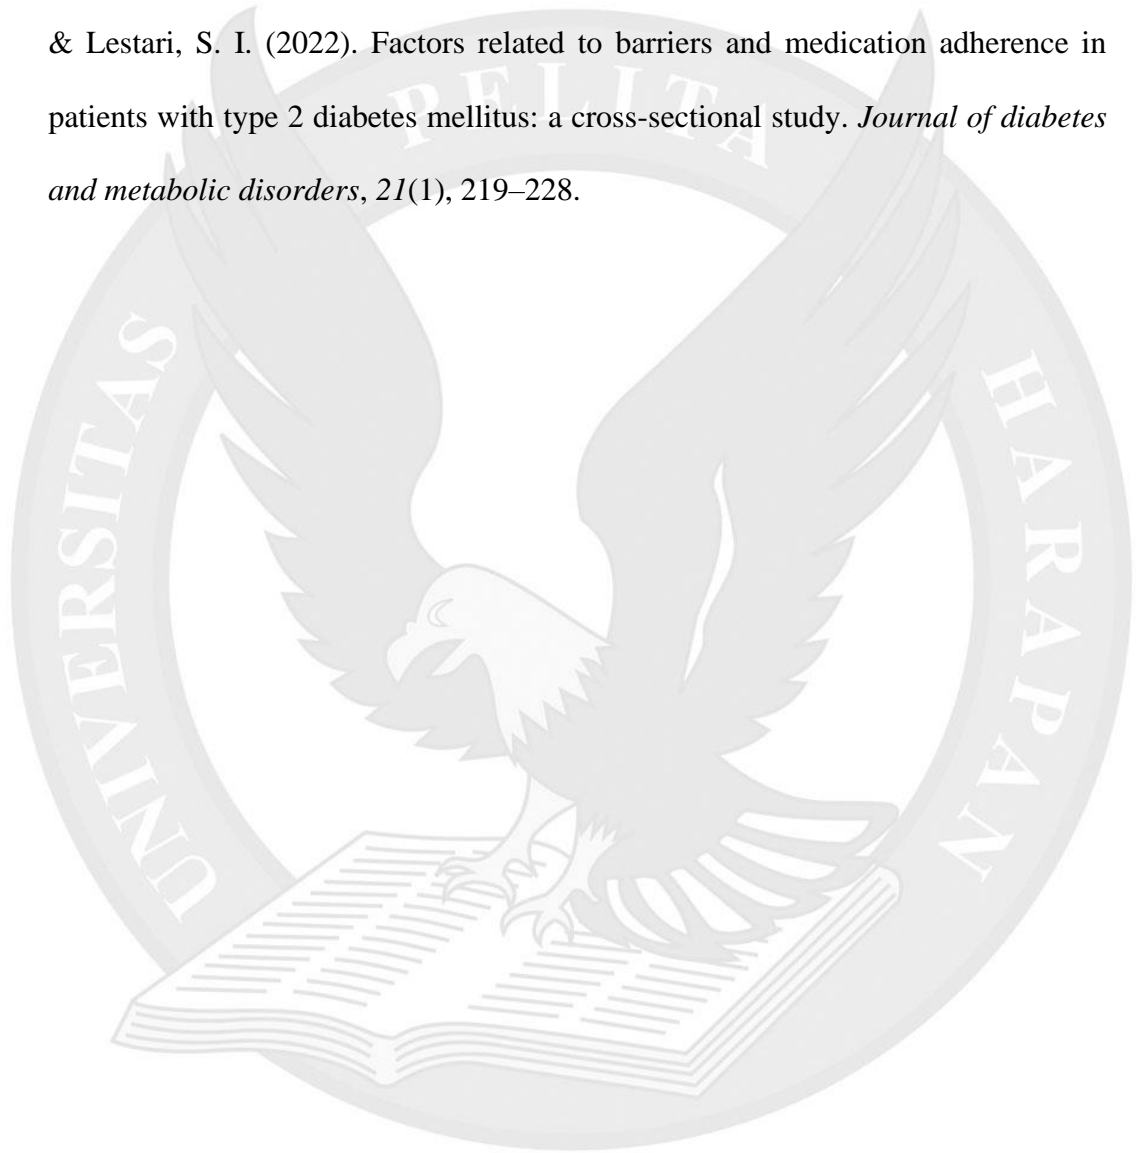 & Lestari, S. I. (2022). Factors related to barriers and medication adherence in
patients with type 2 diabetes mellitus: a cross-sectional study. Journal of diabetes
and metabolic disorders, 21(1), 219–228.
UNIVERSITAS PELITA HARAPAN